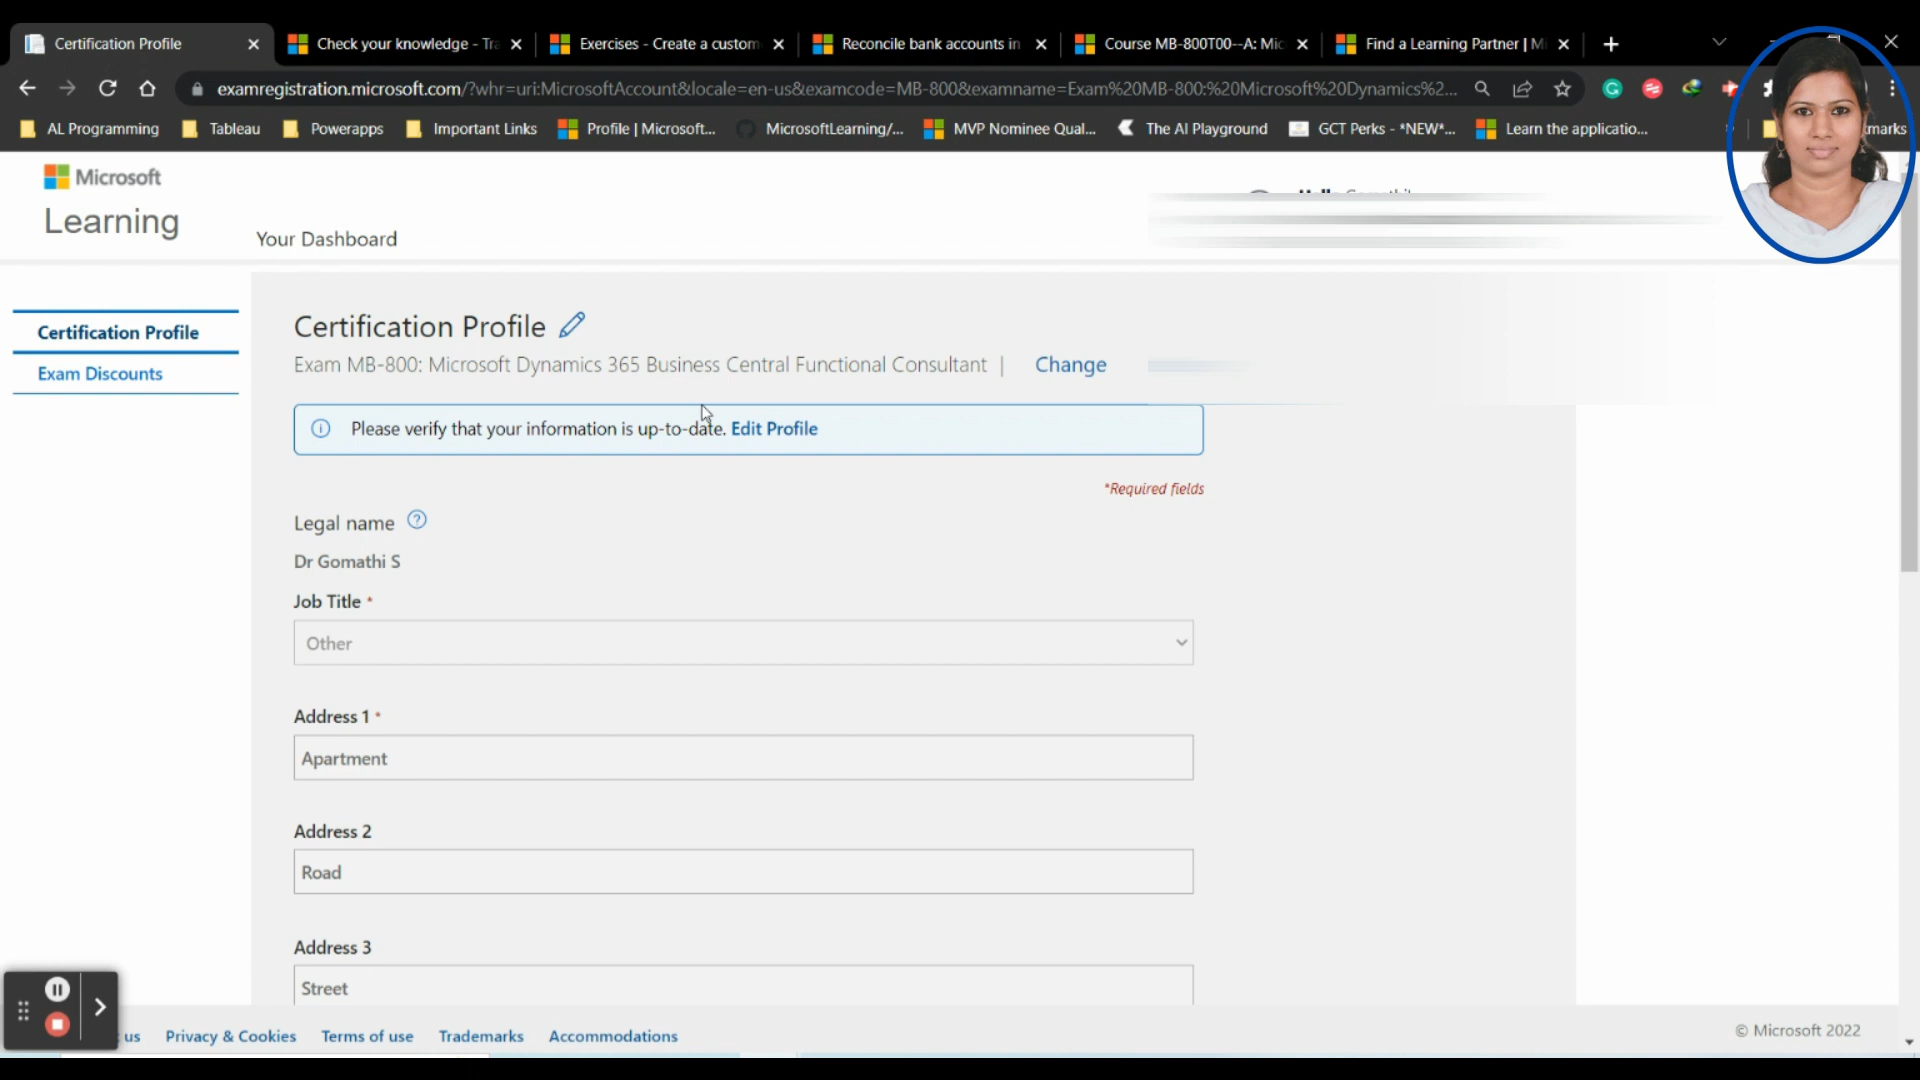 Certification Profile
Check your knowledge - Tra
Exercises - Create a custom
Reconcile bank accounts in
Course MB-800T00--A: Mic
Find a Learning Partner | M
examregistration.microsoft.com/?whr=uri:MicrosoftAccount&locale=en-us&examcode=MB-800&examname=Exam%20MB-800:%20Microsoft%20Dynamics%2...
AL Programming
Tableau
Powerapps
Important Links
Profile | Microsoft...
MicrosoftLearning/...
MVP Nominee Qual...
The AI Playground
GCT Perks - *NEW*...
Learn the applicatio...
Microsoft
Learning
Your Dashboard
Certification Profile
Exam Discounts
Certification Profile
Exam MB-800: Microsoft Dynamics 365 Business Central Functional Consultant | Change
Please verify that your information is up-to-date. Edit Profile
*Required fields
Legal name
Dr Gomathi S
Job Title *
Other
Address 1 *
Apartment
Address 2
Road
Address 3
Street
us
Privacy & Cookies
Terms of use
Trademarks
Accommodations
© Microsoft 2022